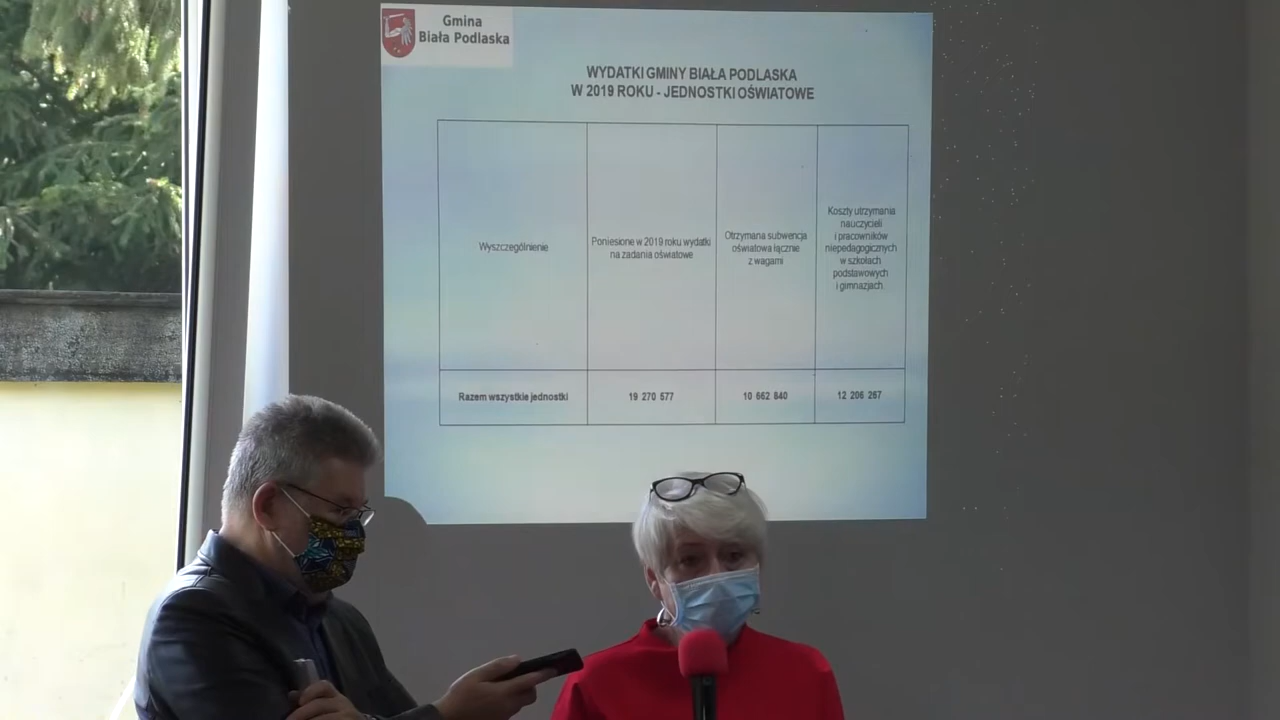 Gmina
Biała Podlaska
WYDATKI GMINY BIAŁA PODLASKA
W 2019 ROKU - JEDNOSTKI OŚWIATOWE
Wyszczególnienie
Poniesione w 2019 roku wydatki
na zadania oświatowe
Otrzymana subwencja
oświatowa łącznie
z wagami
Koszty utrzymania
nauczycieli
i pracowników
niepedagogicznych
w szkołach
podstawowych
i gimnazjach
Razem wszystkie jednostki
19 270 577
10 662 840
12 206 267